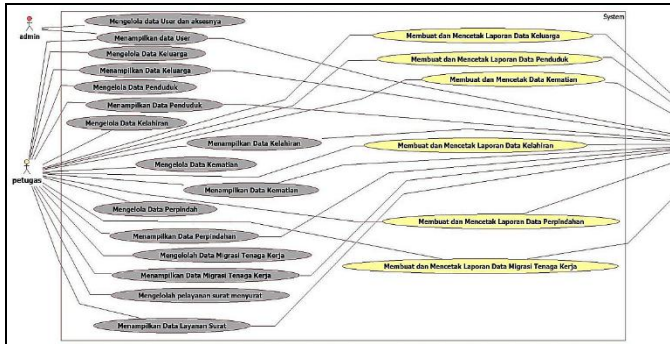 System
admin
Mengelola data User dan aksesnya
Menampilkan data User
Mengelola Data Keluarga
Menampilkan Data Keluarga
Mengelola Data Penduduk
Menampilkan Data Penduduk
Mengelola Data Kelahiran
Menampilkan Data Kelahiran
Mengelola Data Kematian
petugas
Menampilkan Data Kematian
Mengelola Data Perpindah
Menampilkan Data Perpindahan
Mengelolah Data Migrasi Tenaga Kerja
Menampilkan Data Migrasi Tenaga Kerja
Mengelolah pelayanan surat menyurat
Menampilkan Data Layanan Surat
Membuat dan Mencetak Laporan Data Keluarga
Membuat dan Mencetak Laporan Data Penduduk
Membuat dan Mencetak Data Kematian
Membuat dan Mencetak Laporan Data Kelahiran
Membuat dan Mencetak Laporan Data Perpindahan
Membuat dan Mencetak Laporan Data Migrasi Tenaga Kerja